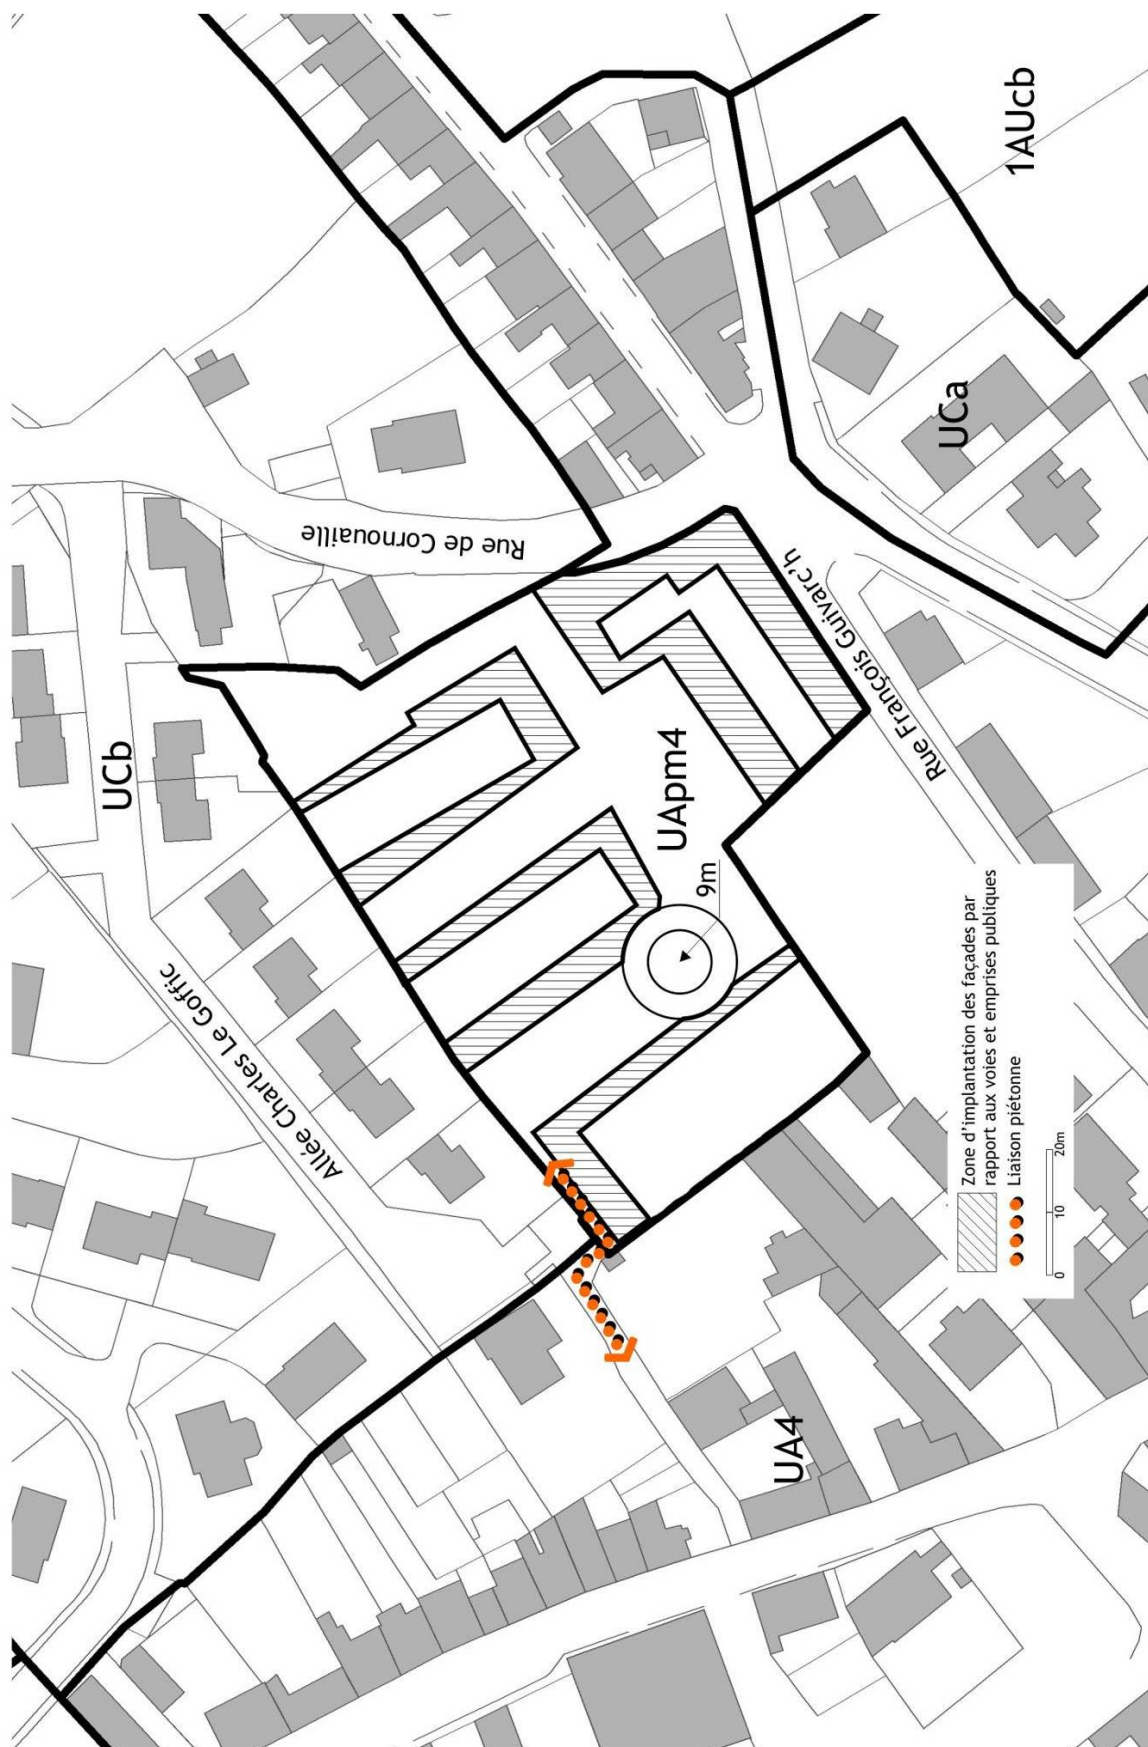 1AUcb
UCa
Rue de Cornouaille
Rue François Guivarc'h
UCb
UApm4
9m
Allée Charles Le Goffic
UA4
Zone d'implantation des façades par
rapport aux voies et emprises publiques
Liaison piétonne
0 10 20m